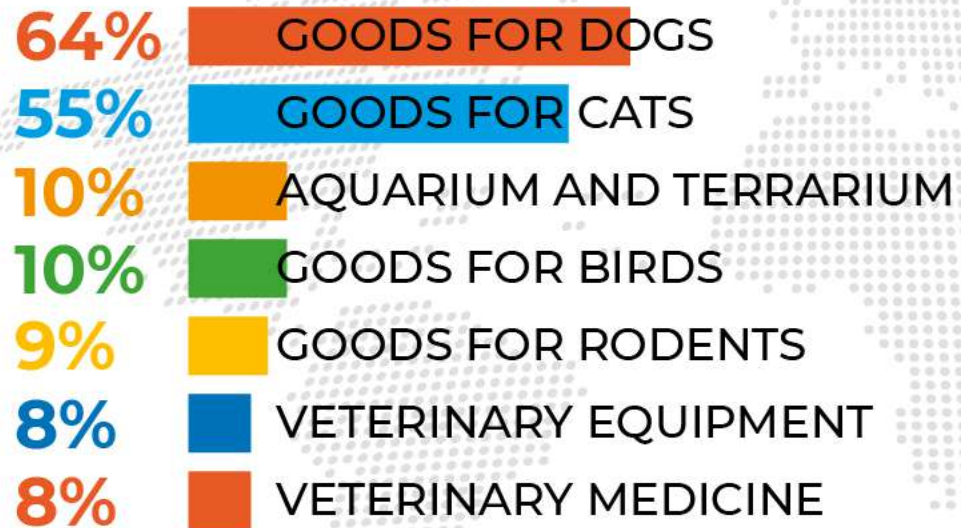 64% GOODS FOR DOGS
55% GOODS FOR CATS
10% AQUARIUM AND TERRARIUM
10% GOODS FOR BIRDS
9% GOODS FOR RODENTS
8% VETERINARY EQUIPMENT
8% VETERINARY MEDICINE